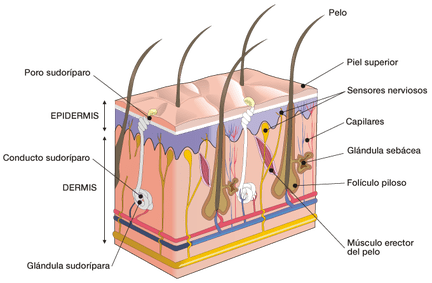 Pelo
Poro sudoríparo
Piel superior
Sensores nerviosos
EPIDERMIS
Capilares
Glándula sebácea
Conducto sudoríparo
DERMIS
Folículo piloso
Músculo erector
del pelo
Glándula sudorípara